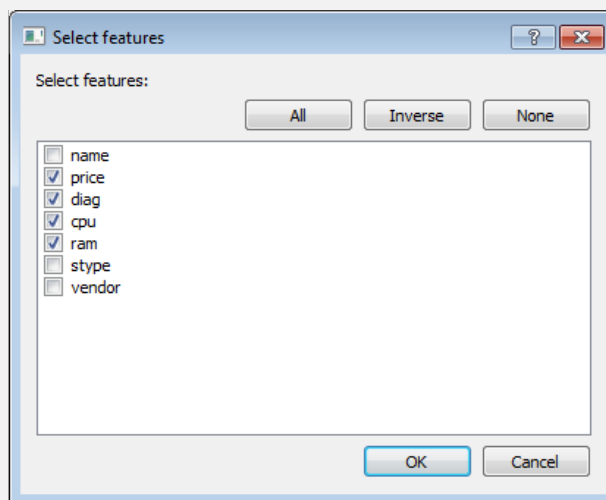 Select features
Select features:
All Inverse None
name
price
diag
cpu
ram
stype
vendor
OK Cancel